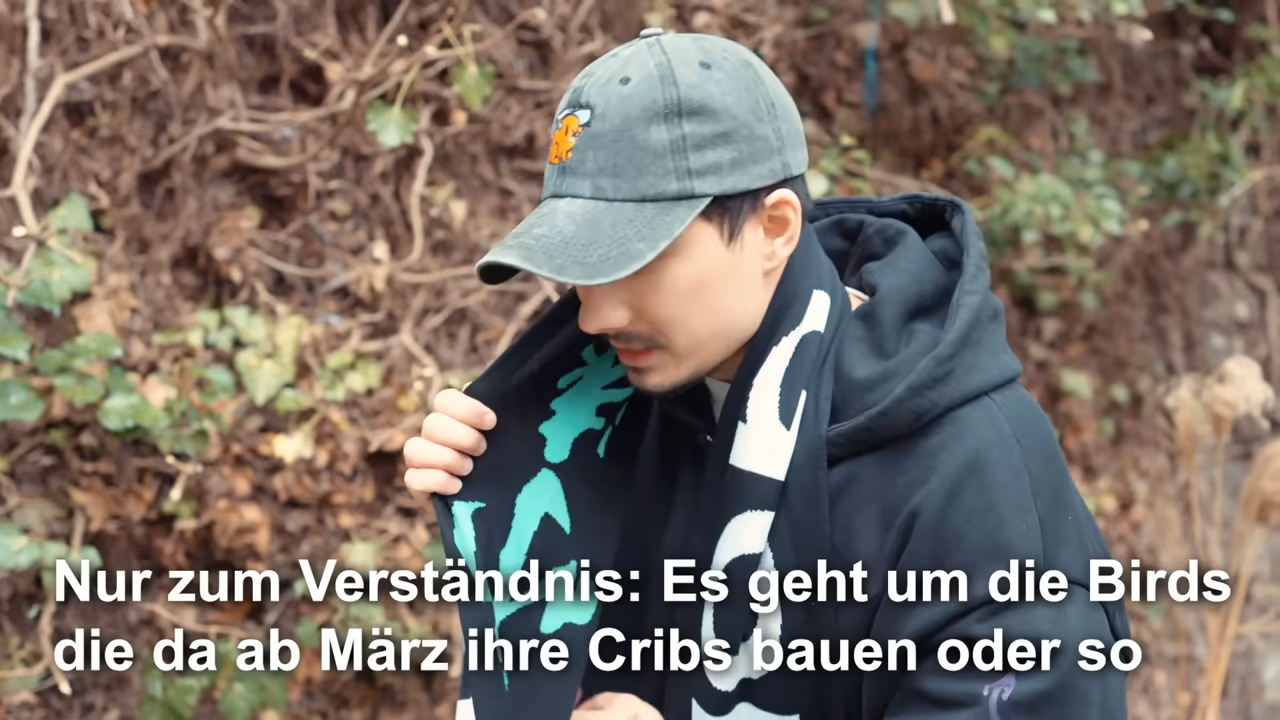 Nur zum Verständnis: Es geht um die Birds
die da ab März ihre Cribs bauen oder so